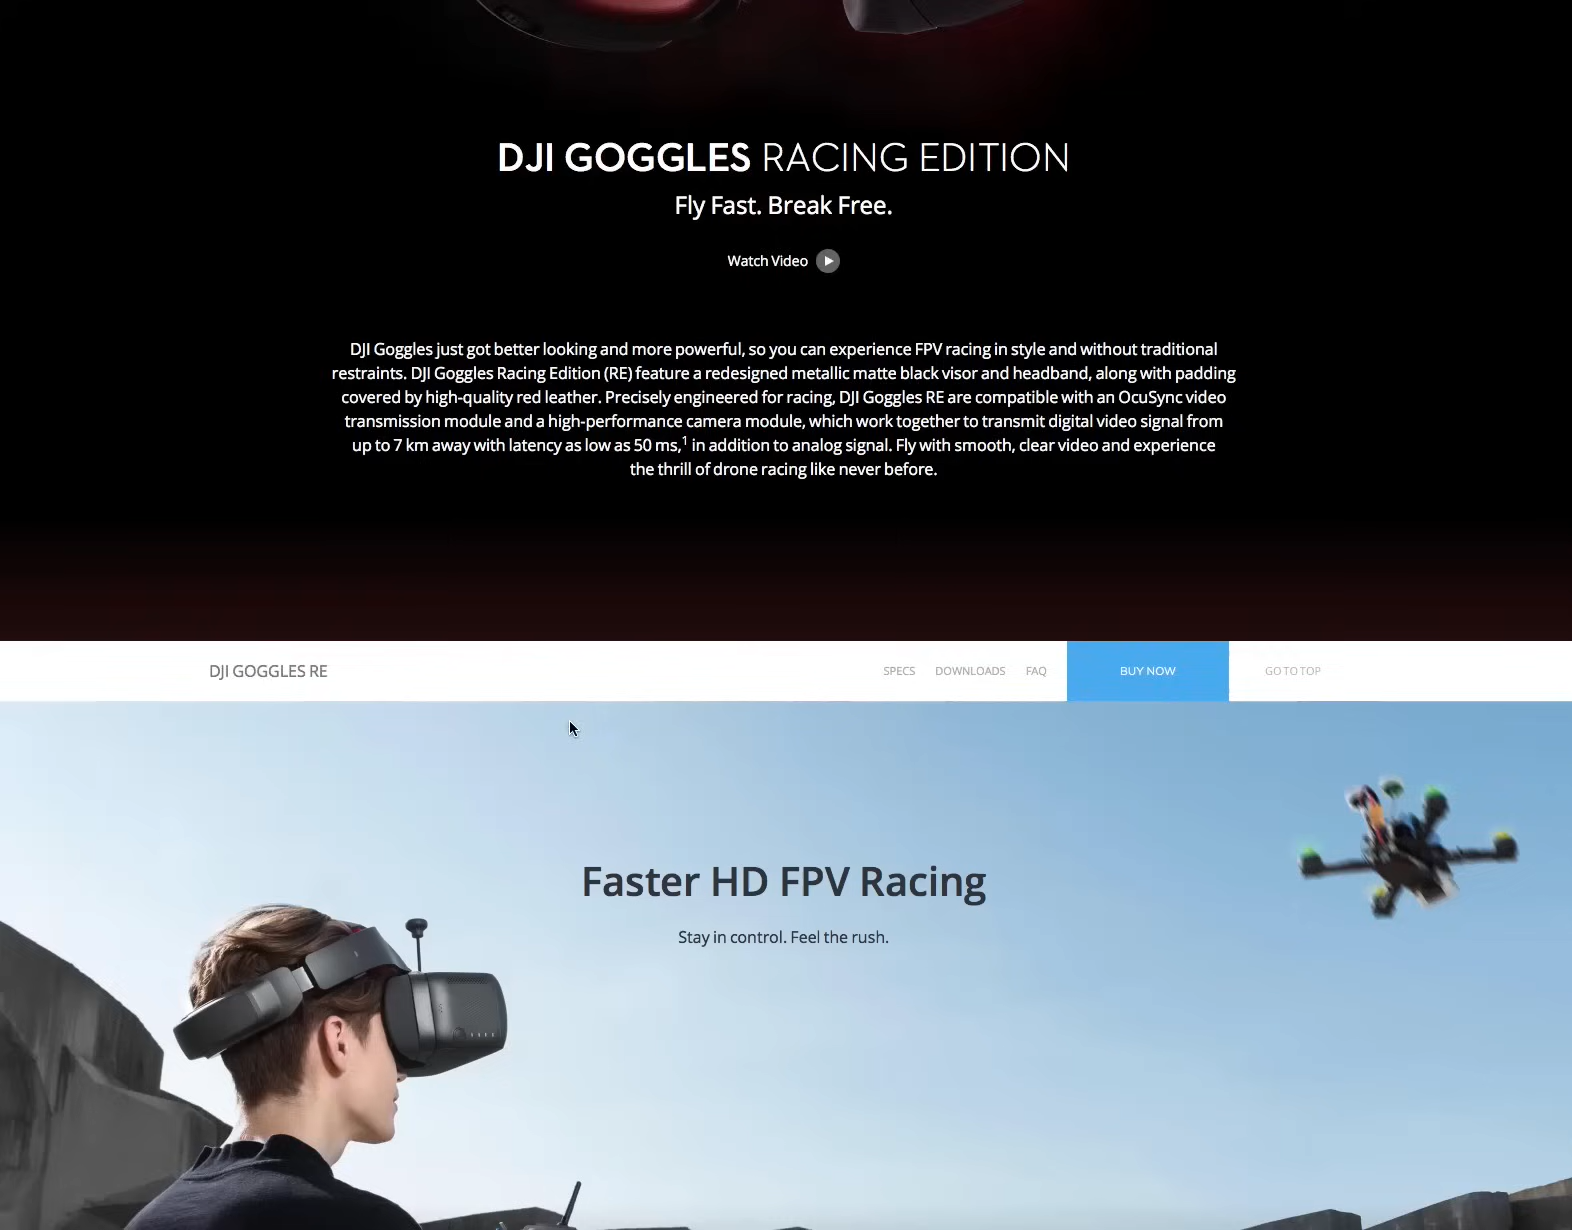 DJI GOGGLES RACING EDITION
Fly Fast. Break Free.
Watch Video
DJI Goggles just got better looking and more powerful, so you can experience FPV racing in style and without traditional
restraints. DJI Goggles Racing Edition (RE) feature a redesigned metallic matte black visor and headband, along with padding
covered by high-quality red leather. Precisely engineered for racing, DJI Goggles RE are compatible with an OcuSync video
transmission module and a high-performance camera module, which work together to transmit digital video signal from
up to 7 km away with latency as low as 50 ms,¹ in addition to analog signal. Fly with smooth, clear video and experience
the thrill of drone racing like never before.
DJI GOGGLES RE
SPECS DOWNLOADS FAQ BUY NOW GO TO TOP
Faster HD FPV Racing
Stay in control. Feel the rush.